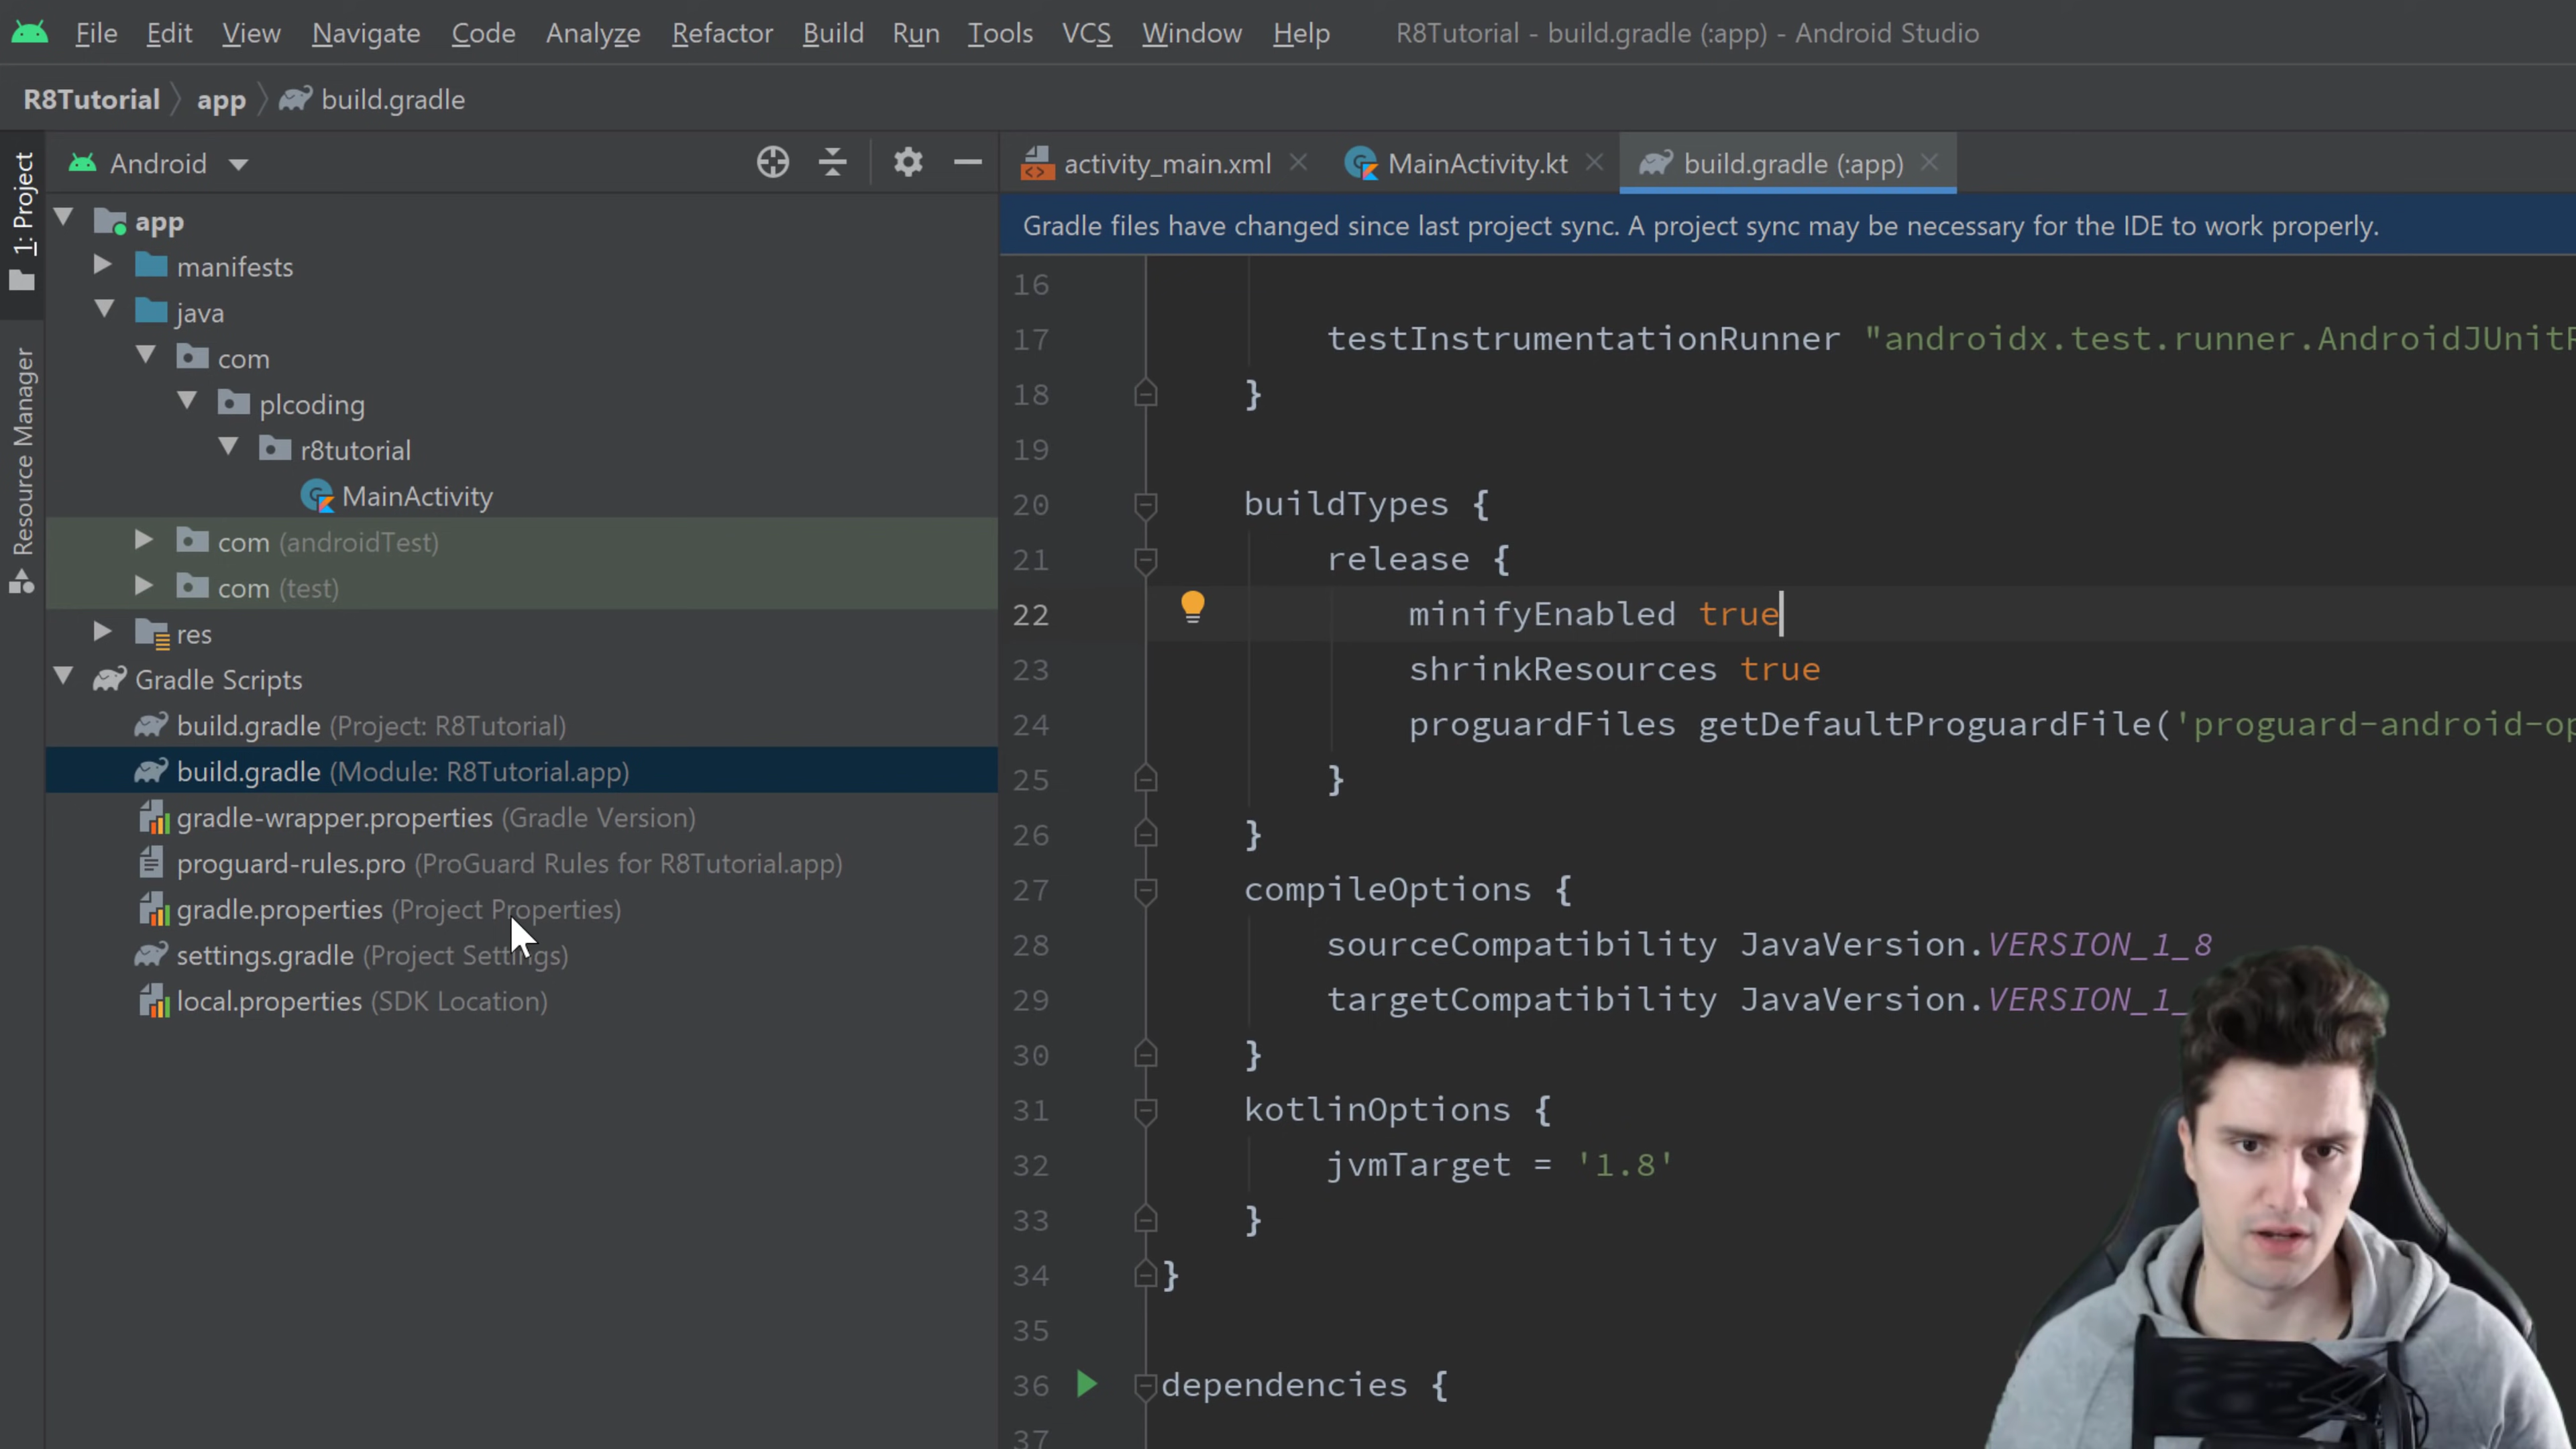 File Edit View Navigate Code Analyze Refactor Build Run Tools VCS Window Help R8Tutorial - build.gradle (:app) - Android Studio
R8Tutorial app build.gradle
1: Project
Resource Manager
Android
app
manifests
java
com
plcoding
r8tutorial
MainActivity
com (androidTest)
com (test)
res
Gradle Scripts
build.gradle (Project: R8Tutorial)
build.gradle (Module: R8Tutorial.app)
gradle-wrapper.properties (Gradle Version)
proguard-rules.pro (ProGuard Rules for R8Tutorial.app)
gradle.properties (Project Properties)
settings.gradle (Project Settings)
local.properties (SDK Location)
activity_main.xml MainActivity.kt build.gradle (:app)
Gradle files have changed since last project sync. A project sync may be necessary for the IDE to work properly.
16
17 testInstrumentationRunner "androidx.test.runner.AndroidJUnitR
18 }
19
20 buildTypes {
21 release {
22 minifyEnabled true
23 shrinkResources true
24 proguardFiles getDefaultProguardFile('proguard-android-op
25 }
26 }
27 compileOptions {
28 sourceCompatibility JavaVersion.VERSION_1_8
29 targetCompatibility JavaVersion.VERSION_1_
30 }
31 kotlinOptions {
32 jvmTarget = '1.8'
33 }
34 }
35
36 dependencies {
37